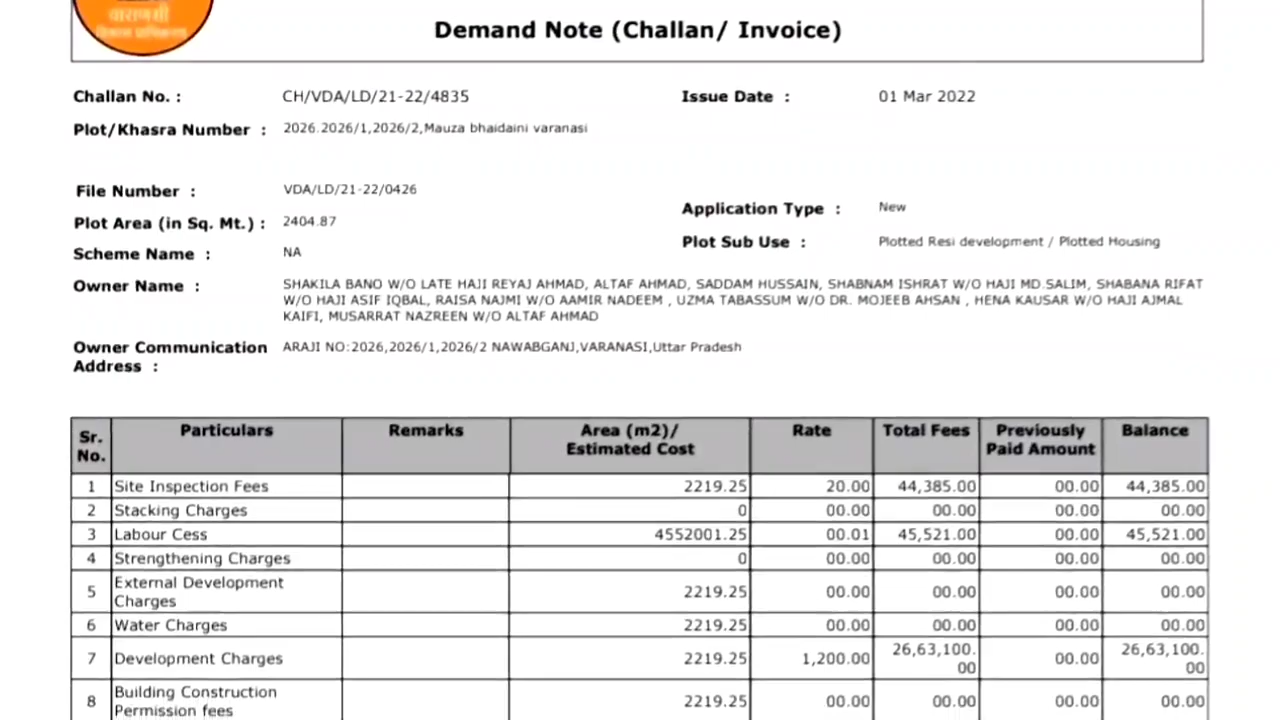 वाराणसी
विकास प्राधिकरण
Demand Note (Challan/ Invoice)
Challan No. : CH/VDA/LD/21-22/4835 Issue Date : 01 Mar 2022
Plot/Khasra Number : 2026.2026/1,2026/2,Mauza bhaidaini varanasi
File Number : VDA/LD/21-22/0426
Application Type : New
Plot Area (in Sq. Mt.) : 2404.87
Plot Sub Use : Plotted Resi development / Plotted Housing
Scheme Name : NA
Owner Name : SHAKILA BANO W/O LATE HAJI REYAJ AHMAD, ALTAF AHMAD, SADDAM HUSSAIN, SHABNAM ISHRAT W/O HAJI MD.SALIM, SHABANA RIFAT
W/O HAJI ASIF IQBAL, RAISA NAJMI W/O AAMIR NADEEM , UZMA TABASSUM W/O DR. MOJEEB AHSAN , HENA KAUSAR W/O HAJI AJMAL
KAIFI, MUSARRAT NAZREEN W/O ALTAF AHMAD
Owner Communication ARAJI NO:2026,2026/1,2026/2 NAWABGANJ,VARANASI,Uttar Pradesh
Address :
Sr. Particulars Remarks Area (m2)/ Rate Total Fees Previously Balance
No. Estimated Cost Paid Amount
1 Site Inspection Fees 2219.25 20.00 44,385.00 00.00 44,385.00
2 Stacking Charges 0 00.00 00.00 00.00 00.00
3 Labour Cess 4552001.25 00.01 45,521.00 00.00 45,521.00
4 Strengthening Charges 0 00.00 00.00 00.00 00.00
5 External Development 2219.25 00.00 00.00 00.00 00.00
Charges
6 Water Charges 2219.25 00.00 00.00 00.00 00.00
7 Development Charges 2219.25 1,200.00 26,63,100. 00.00 26,63,100.
00 00
8 Building Construction 2219.25 00.00 00.00 00.00 00.00
Permission fees